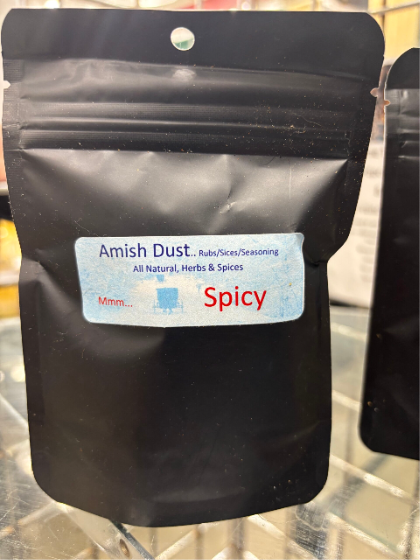 Amish Dust.. Rubs/Sices/Seasoning
All Natural, Herbs & Spices
Mmm... Spicy